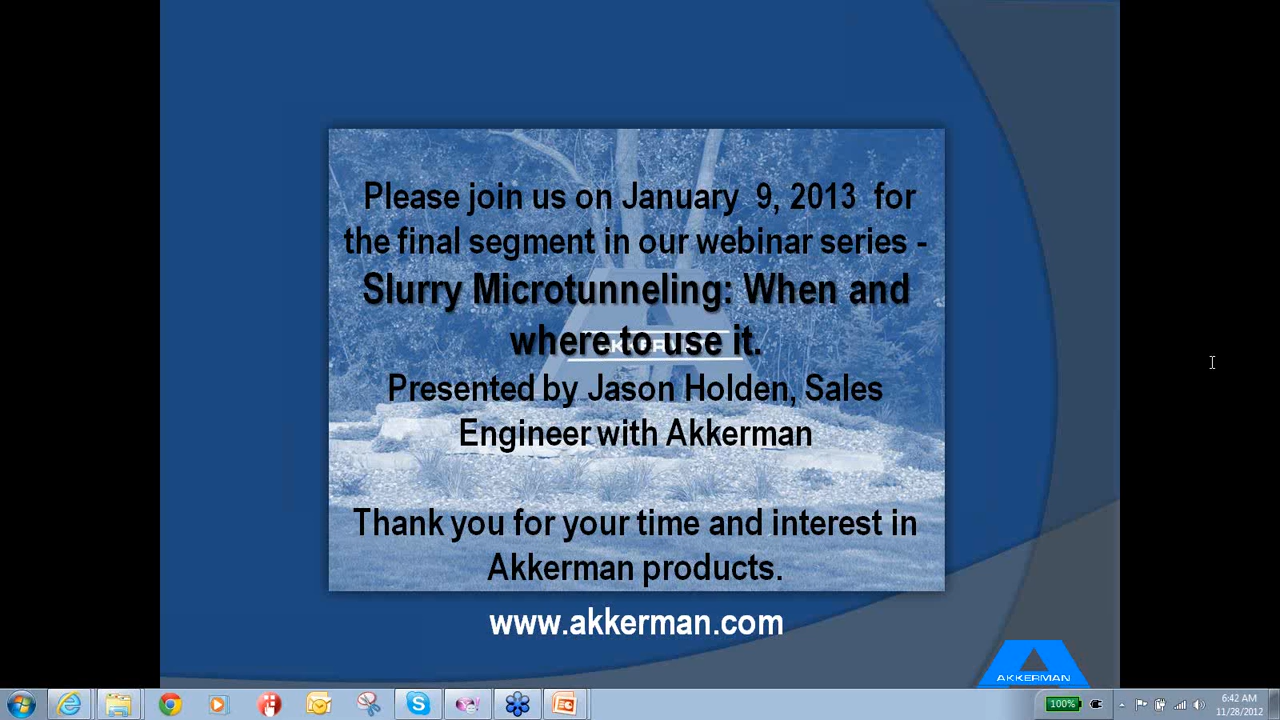 Please join us on January 9, 2013 for
the final segment in our webinar series -
Slurry Microtunneling: When and
where to use it.
AKKERMAN
Presented by Jason Holden, Sales
Engineer with Akkerman
Thank you for your time and interest in
Akkerman products.
www.akkerman.com
AKKERMAN
100%
6:42 AM
11/28/2012